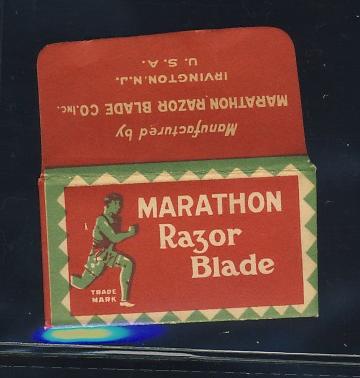 Manufactured by
MARATHON RAZOR BLADE CO. Inc.
IRVINGTON, N.J.
U. S. A.
MARATHON
Razor
Blade
TRADE
MARK